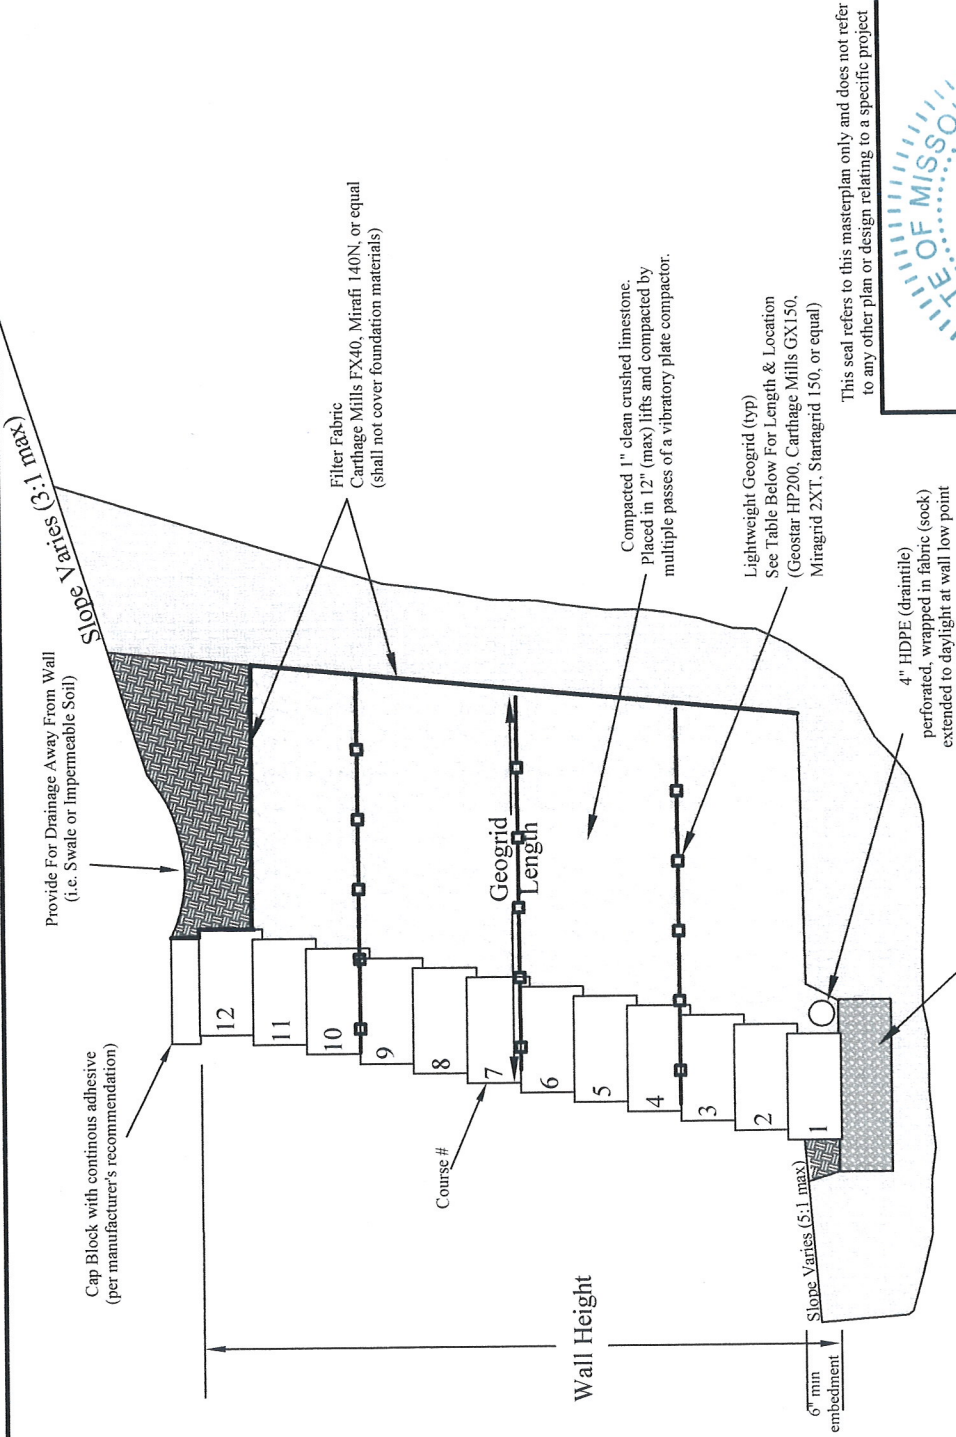 Slope Varies (3:1 max)
Provide For Drainage Away From Wall
(i.e. Swale or Impermeable Soil)
Cap Block with continous adhesive
(per manufacturer's recommendation)
Filter Fabric
Carthage Mills FX40, Mirafi 140N, or equal
(shall not cover foundation materials)
12
11
10
9
8
7
6
5
4
3
2
1
Course #
Geogrid
Length
Compacted 1" clean crushed limestone.
Placed in 12" (max) lifts and compacted by
multiple passes of a vibratory plate compactor.
Lightweight Geogrid (typ)
See Table Below For Length & Location
(Geostar HP200, Carthage Mills GX150,
Miragrid 2XT. Startagrid 150, or equal)
Wall Height
Slope Varies (5:1 max)
6" min
embedment
4" HDPE (draintile)
perforated, wrapped in fabric (sock)
extended to daylight at wall low point
This seal refers to this masterplan only and does not refer
to any other plan or design relating to a specific project
OF MISSO